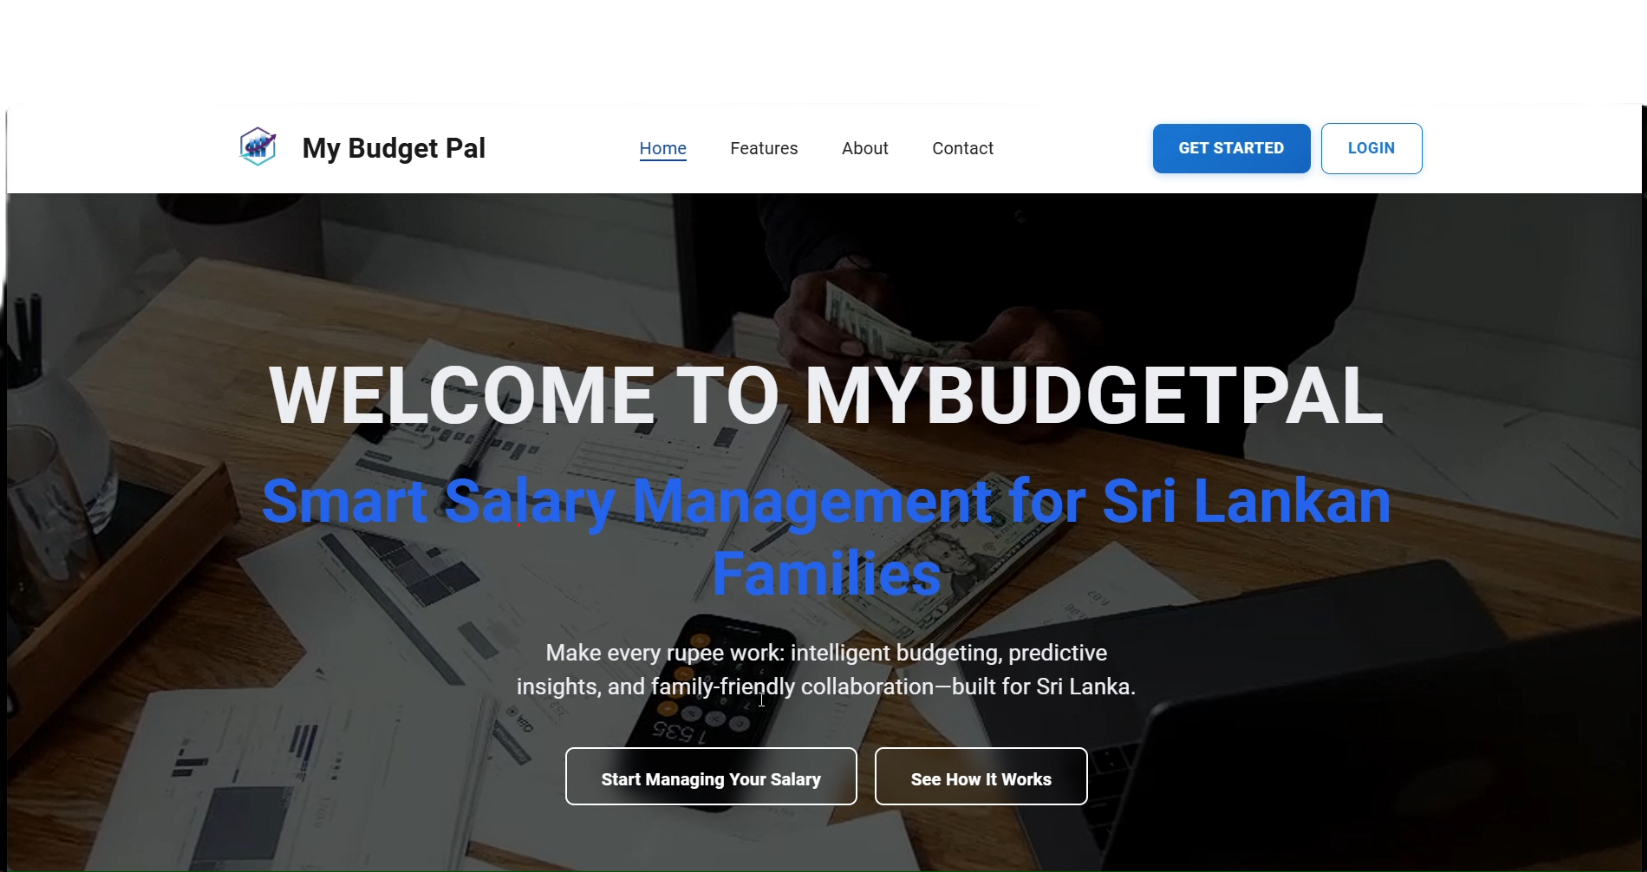 My Budget Pal
Home
Features
About
Contact
GET STARTED
LOGIN
WELCOME TO MYBUDGETPAL
Smart Salary Management for Sri Lankan
Families
Make every rupee work: intelligent budgeting, predictive
insights, and family-friendly collaboration—built for Sri Lanka.
1535
Start Managing Your Salary
See How It Works